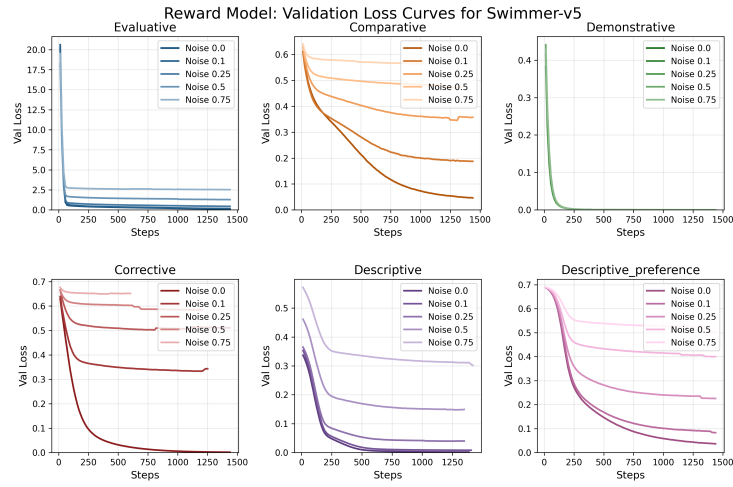 Reward Model: Validation Loss Curves for Swimmer-v5
Evaluative
Val Loss
20.0
17.5
15.0
12.5
10.0
7.5
5.0
2.5
0.0
0 250 500 750 1000 1250 1500
Steps
Noise 0.0
Noise 0.1
Noise 0.25
Noise 0.5
Noise 0.75
Comparative
Val Loss
0.6
0.5
0.4
0.3
0.2
0.1
0.0
0 250 500 750 1000 1250 1500
Steps
Noise 0.0
Noise 0.1
Noise 0.25
Noise 0.5
Noise 0.75
Demonstrative
Val Loss
0.4
0.3
0.2
0.1
0.0
0 250 500 750 1000 1250 1500
Steps
Noise 0.0
Noise 0.1
Noise 0.25
Noise 0.5
Noise 0.75
Corrective
Val Loss
0.7
0.6
0.5
0.4
0.3
0.2
0.1
0.0
0 250 500 750 1000 1250 1500
Steps
Noise 0.0
Noise 0.1
Noise 0.25
Noise 0.5
Noise 0.75
Descriptive
Val Loss
0.5
0.4
0.3
0.2
0.1
0.0
0 250 500 750 1000 1250 1500
Steps
Noise 0.0
Noise 0.1
Noise 0.25
Noise 0.5
Noise 0.75
Descriptive_preference
Val Loss
0.7
0.6
0.5
0.4
0.3
0.2
0.1
0.0
0 250 500 750 1000 1250 1500
Steps
Noise 0.0
Noise 0.1
Noise 0.25
Noise 0.5
Noise 0.75